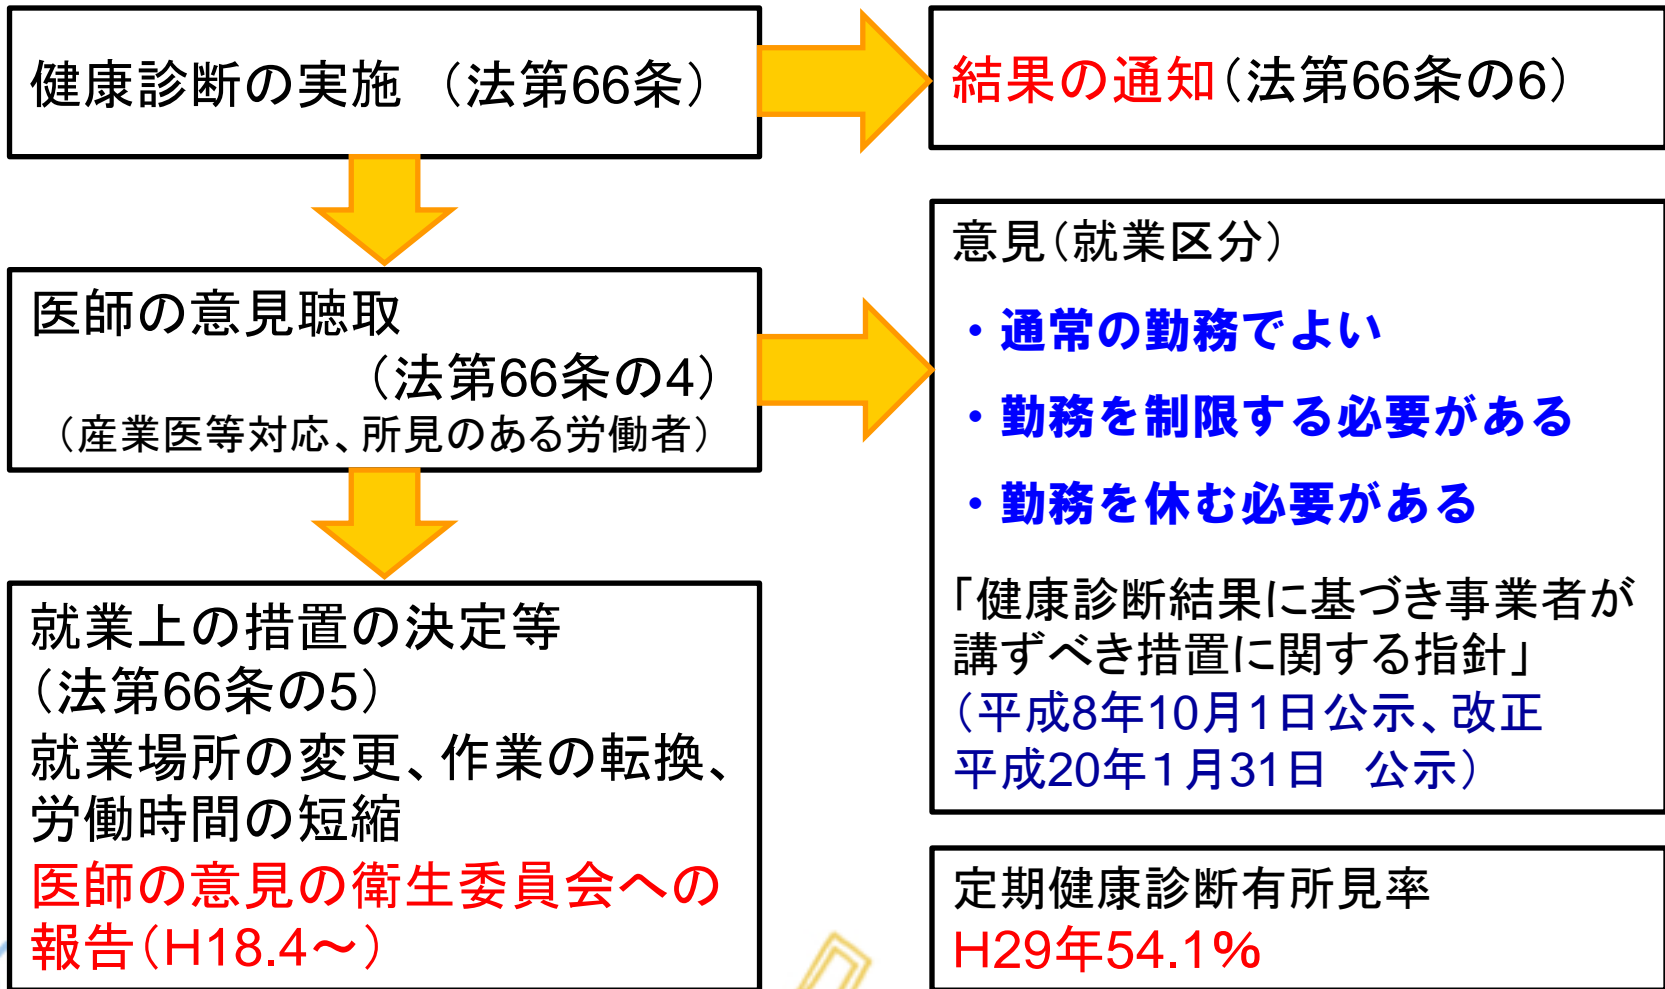 健康診断の実施　（法第66条）
結果の通知（法第66条の6）
医師の意見聴取
（法第66条の4）
（産業医等対応、所見のある労働者）
意見（就業区分）
・通常の勤務でよい
・勤務を制限する必要がある
・勤務を休む必要がある
「健康診断結果に基づき事業者が
講ずべき措置に関する指針」
（平成8年10月1日公示、改正
平成20年１月31日　公示）
就業上の措置の決定等
（法第66条の5）
就業場所の変更、作業の転換、
労働時間の短縮
医師の意見の衛生委員会への
報告（H18.4～）
定期健康診断有所見率
H29年54.1%